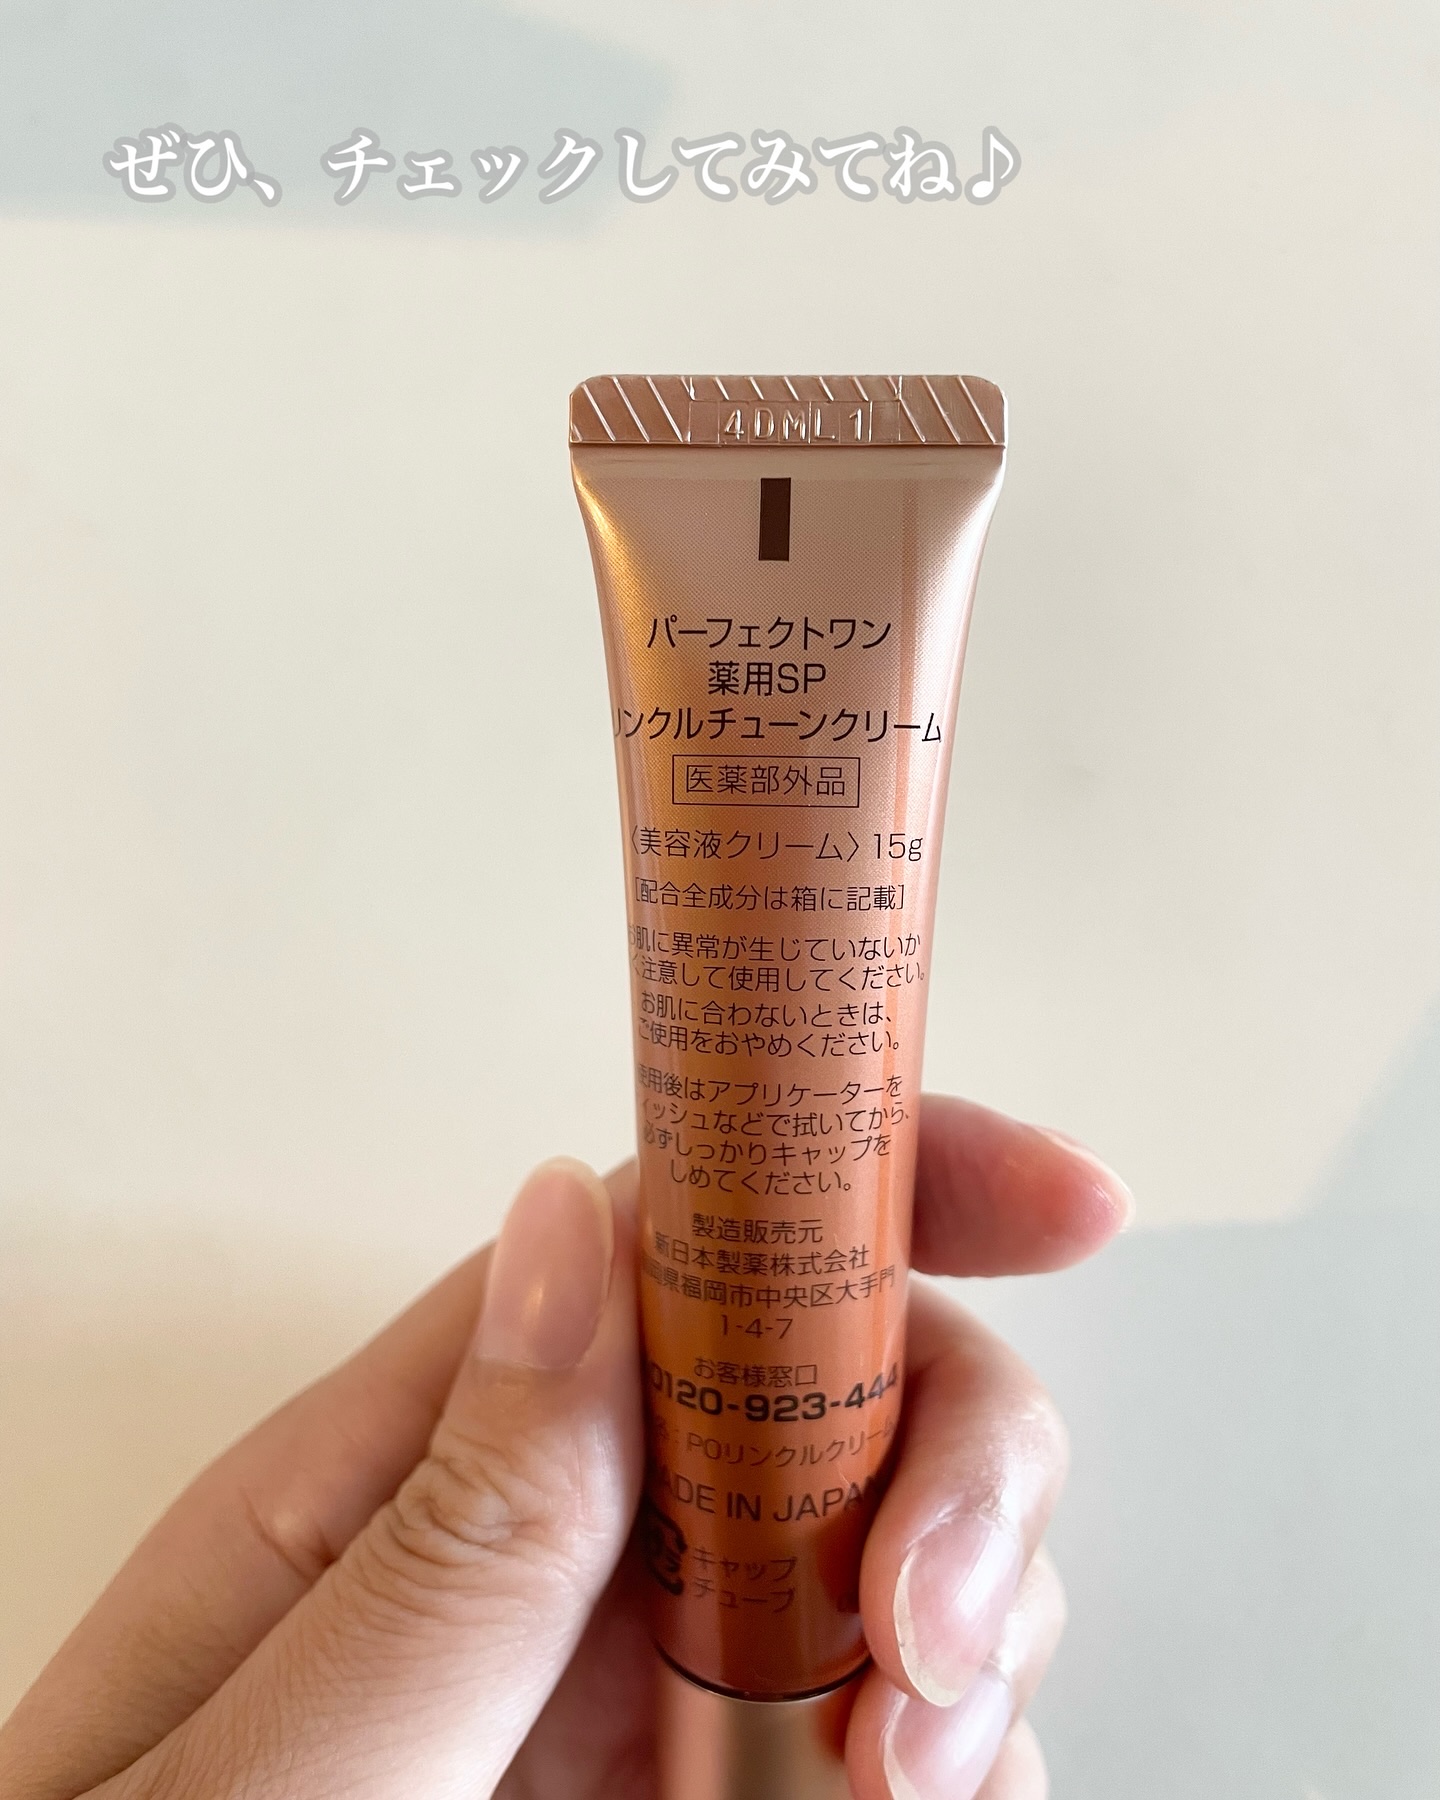 ぜひ、チェックしてみてね♪
4DML1
パーフェクトワン
薬用SP
リンクルチューンクリーム
医薬部外品
〈美容液クリーム〉15g
[配合全成分は箱に記載]
お肌に異常が生じていないか
く注意して使用してください。
お肌に合わないときは、
ご使用をおやめください。
使用後はアプリケーターを
ィッシュなどで拭いてから、
必ずしっかりキャップを
しめてください。
製造販売元
新日本製薬株式会社
岡県福岡市中央区大手門
1-4-7
お客様窓口
0120-923-444
POリンクルクリーム
MADE IN JAPAN
プラ
キャップ
チューブ